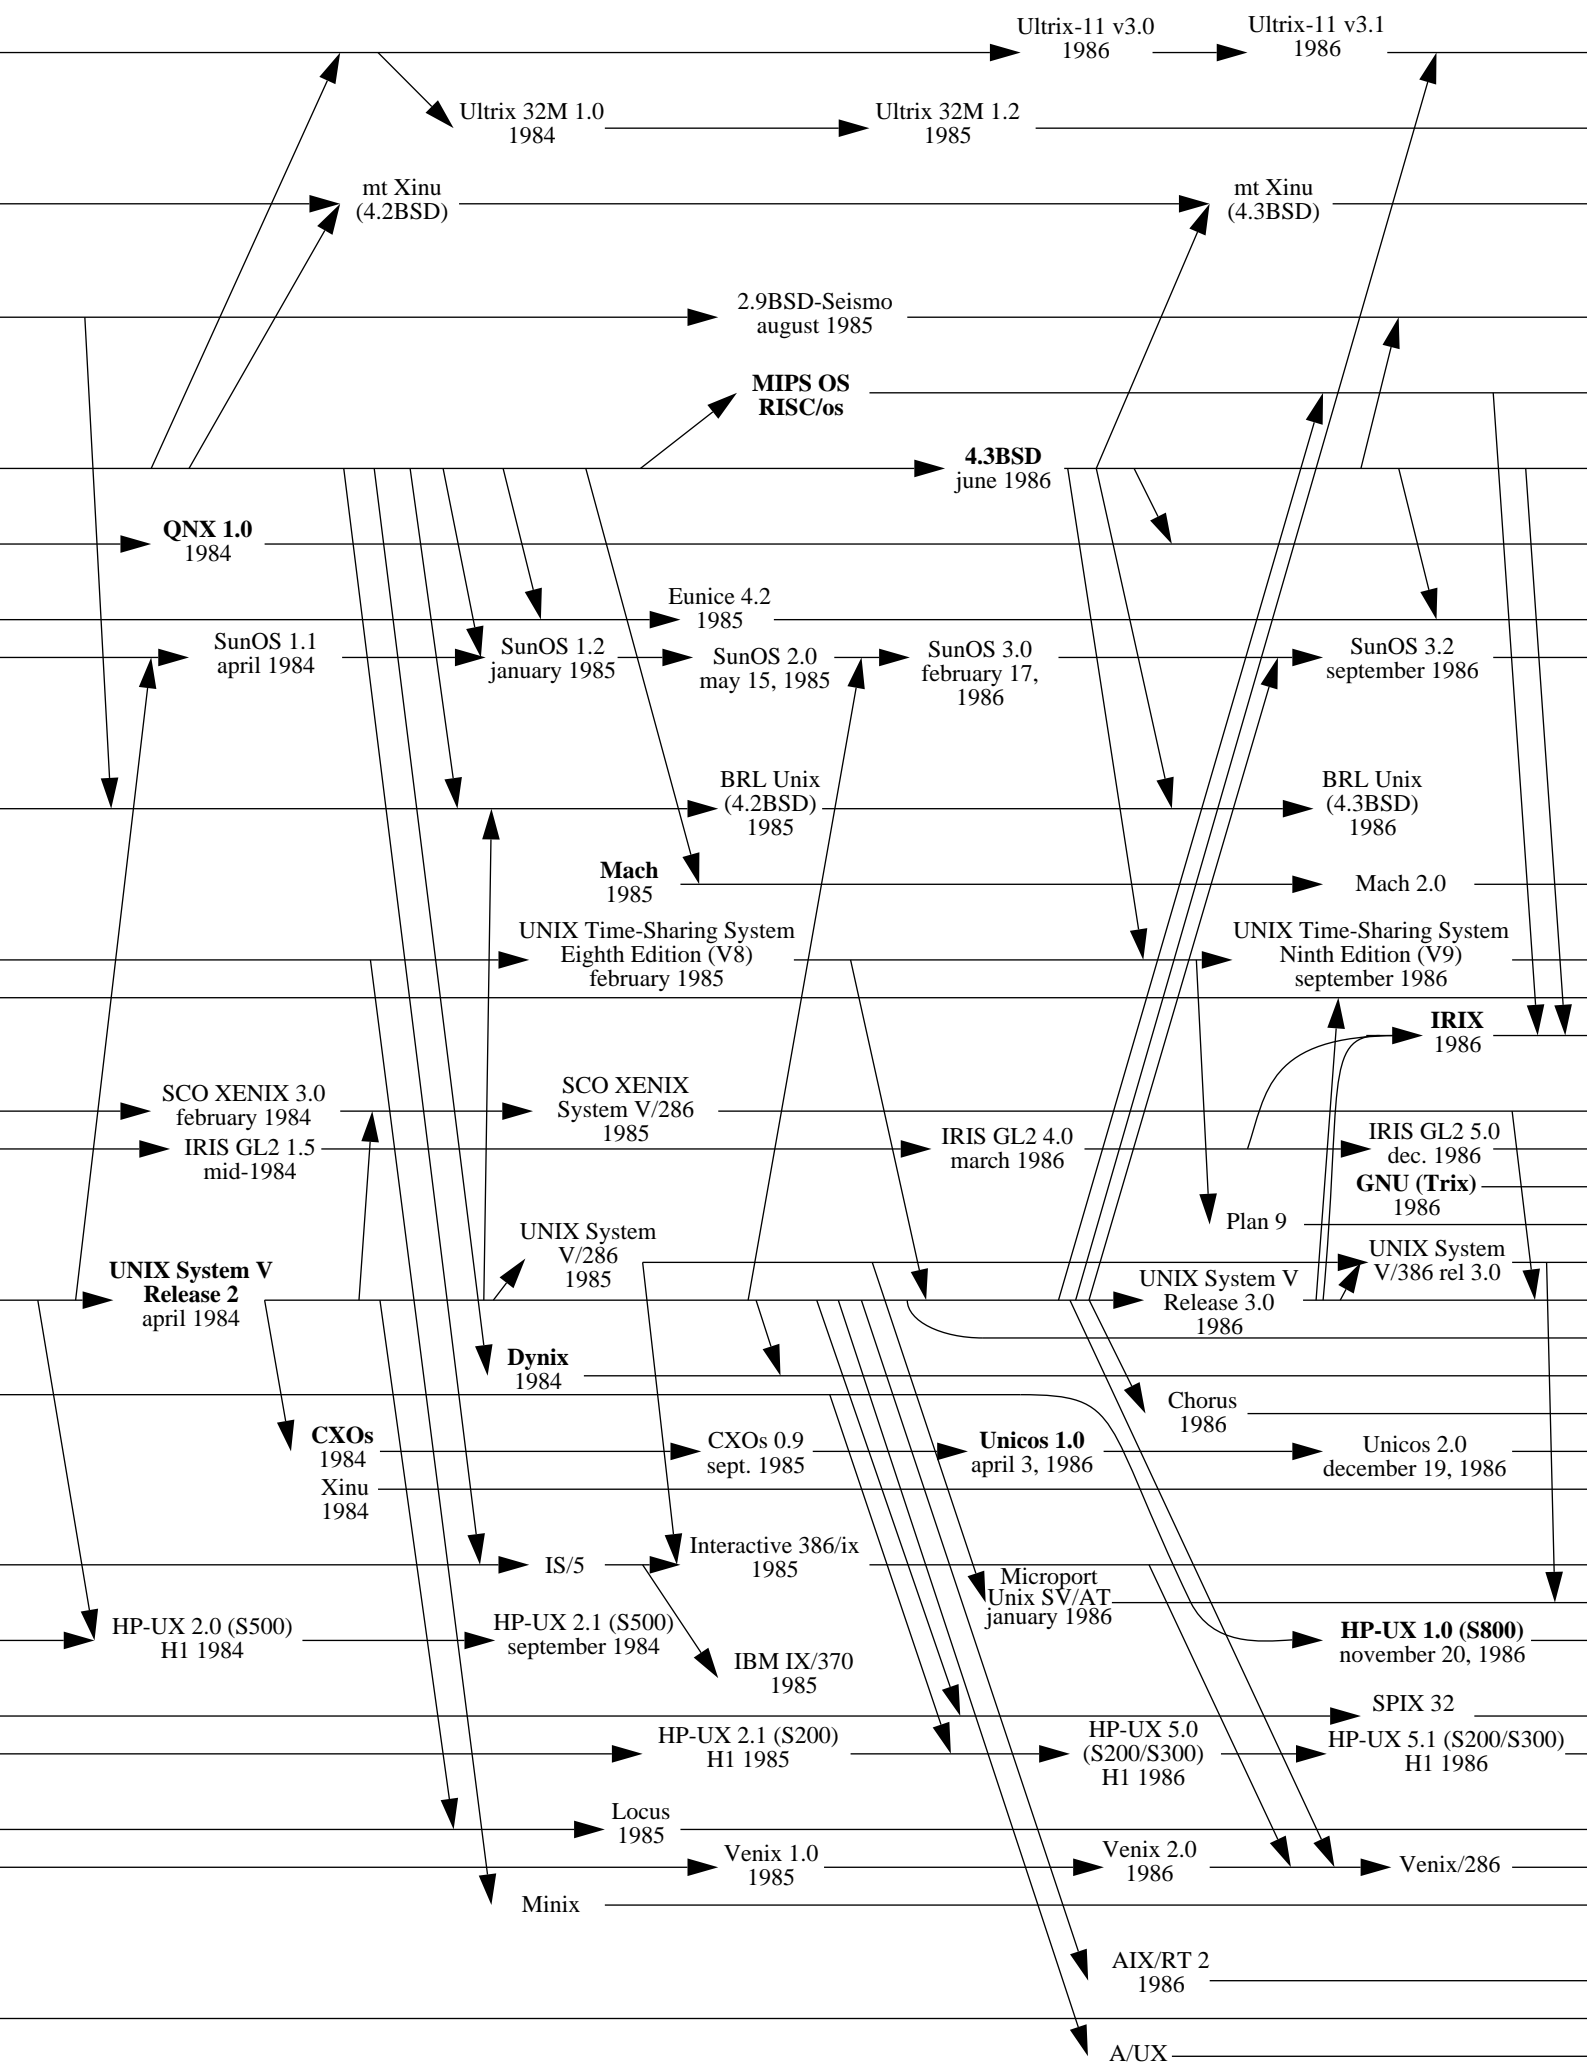 Ultrix-11 v3.0
1986
Ultrix-11 v3.1
1986
Ultrix 32M 1.0
1984
Ultrix 32M 1.2
1985
mt Xinu
(4.2BSD)
mt Xinu
(4.3BSD)
2.9BSD-Seismo
august 1985
MIPS OS
RISC/os
4.3BSD
june 1986
QNX 1.0
1984
Eunice 4.2
1985
SunOS 1.1
april 1984
SunOS 1.2
january 1985
SunOS 2.0
may 15, 1985
SunOS 3.0
february 17,
1986
SunOS 3.2
september 1986
BRL Unix
(4.2BSD)
1985
BRL Unix
(4.3BSD)
1986
Mach
1985
Mach 2.0
UNIX Time-Sharing System
Eighth Edition (V8)
february 1985
UNIX Time-Sharing System
Ninth Edition (V9)
september 1986
IRIX
1986
SCO XENIX 3.0
february 1984
SCO XENIX
System V/286
1985
IRIS GL2 1.5
mid-1984
IRIS GL2 4.0
march 1986
IRIS GL2 5.0
dec. 1986
GNU (Trix)
1986
Plan 9
UNIX System
V/286
1985
UNIX System
V/386 rel 3.0
UNIX System V
Release 2
april 1984
UNIX System V
Release 3.0
1986
Dynix
1984
Chorus
1986
CXOs
1984
CXOs 0.9
sept. 1985
Unicos 1.0
april 3, 1986
Unicos 2.0
december 19, 1986
Xinu
1984
IS/5
Interactive 386/ix
1985
Microport
Unix SV/AT
january 1986
HP-UX 2.0 (S500)
H1 1984
HP-UX 2.1 (S500)
september 1984
HP-UX 1.0 (S800)
november 20, 1986
IBM IX/370
1985
SPIX 32
HP-UX 2.1 (S200)
H1 1985
HP-UX 5.0
(S200/S300)
H1 1986
HP-UX 5.1 (S200/S300)
H1 1986
Locus
1985
Venix 1.0
1985
Venix 2.0
1986
Venix/286
Minix
AIX/RT 2
1986
A/UX